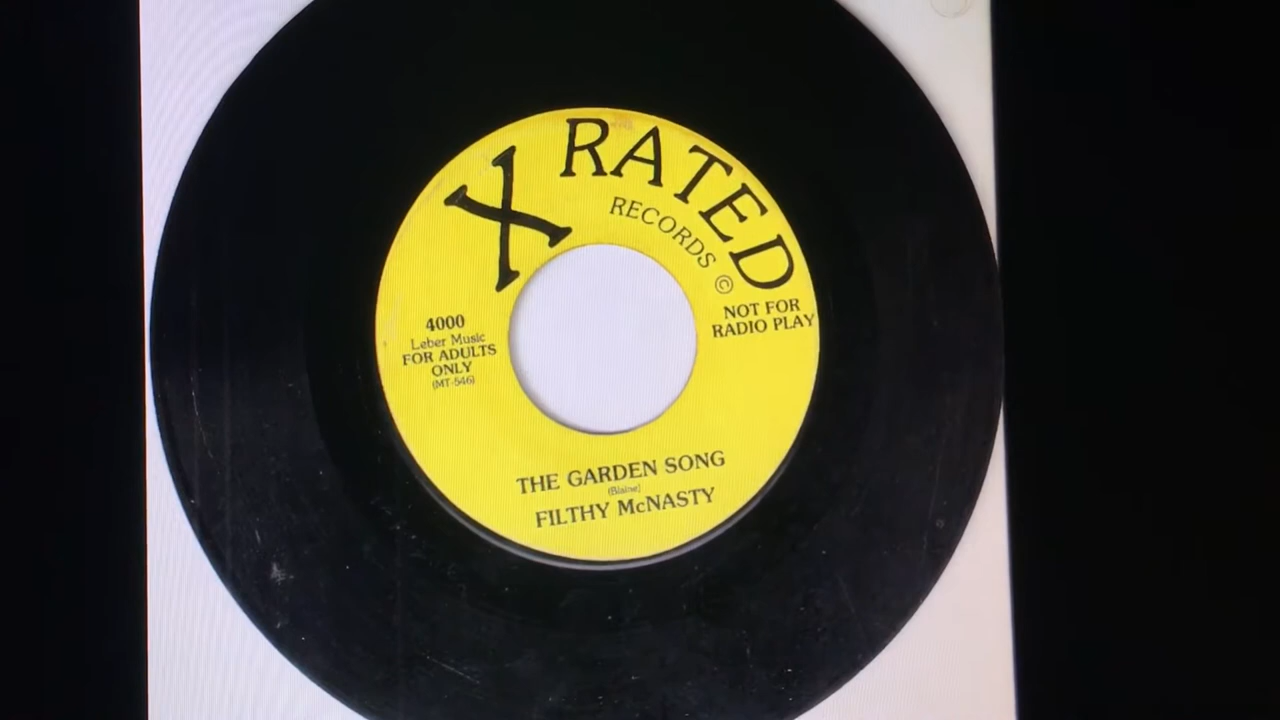 X RATED
RECORDS ©
NOT FOR
RADIO PLAY
4000
Leber Music
FOR ADULTS
ONLY
(MT-546)
THE GARDEN SONG
(Blaine)
FILTHY McNASTY